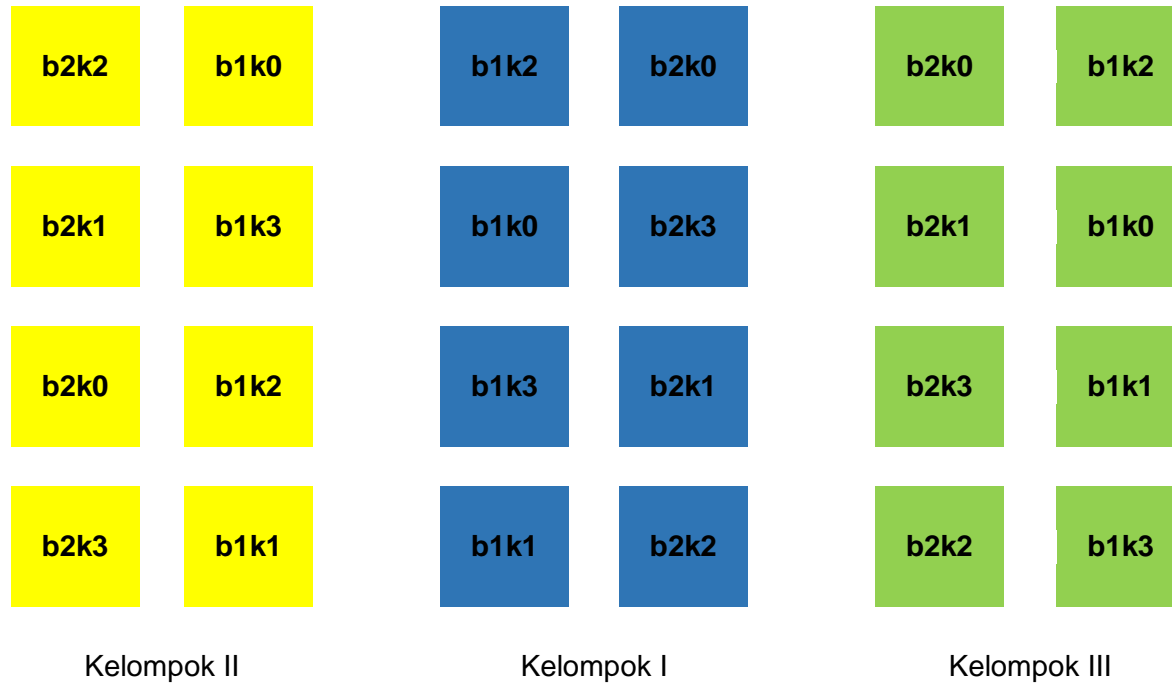 b2k2 b1k0 b1k2 b2k0 b2k0 b1k2
b2k1 b1k3 b1k0 b2k3 b2k1 b1k0
b2k0 b1k2 b1k3 b2k1 b2k3 b1k1
b2k3 b1k1 b1k1 b2k2 b2k2 b1k3
Kelompok II Kelompok I Kelompok III